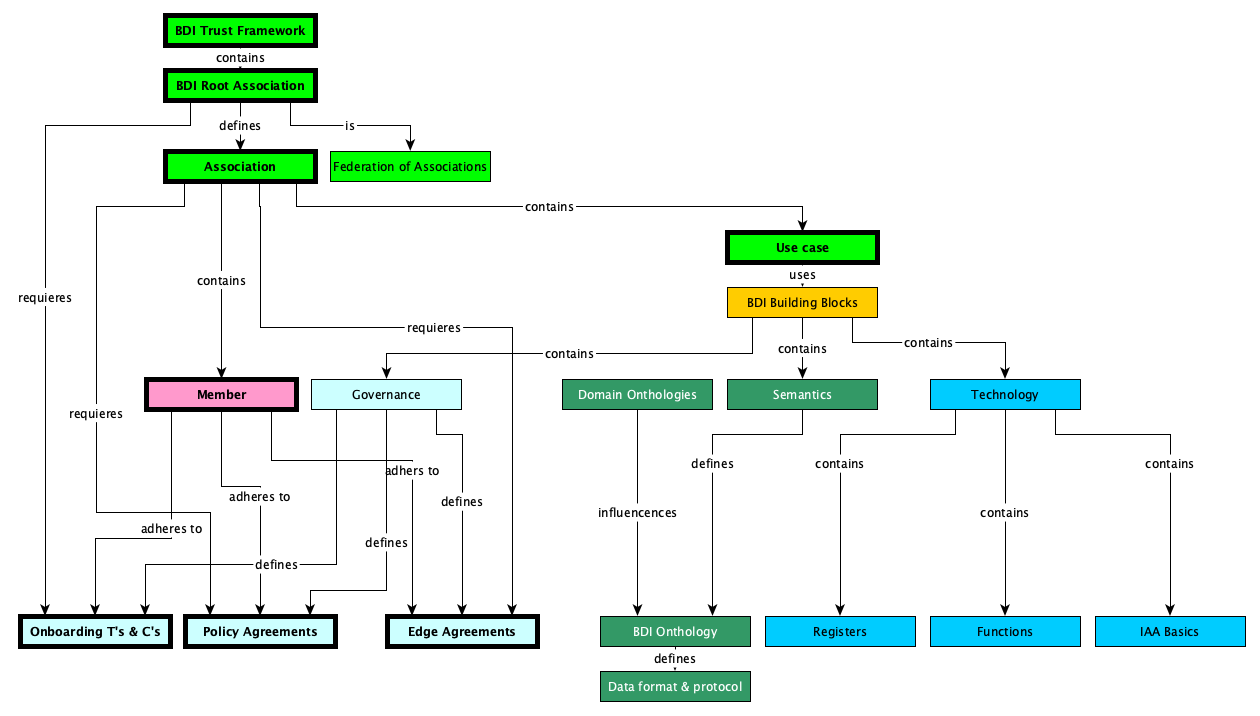 BDI Trust Framework
contains
BDI Root Association
defines
is
Association
Federation of Associations
contains
Use case
uses
contains
requieres
BDI Building Blocks
requieres
contains
contains
contains
Member
Governance
Domain Onthologies
Semantics
Technology
requieres
adhers to
defines
contains
contains
adheres to
defines
influencences
contains
adheres to
defines
defines
Onboarding T's & C's
Policy Agreements
Edge Agreements
BDI Onthology
Registers
Functions
IAA Basics
defines
Data format & protocol